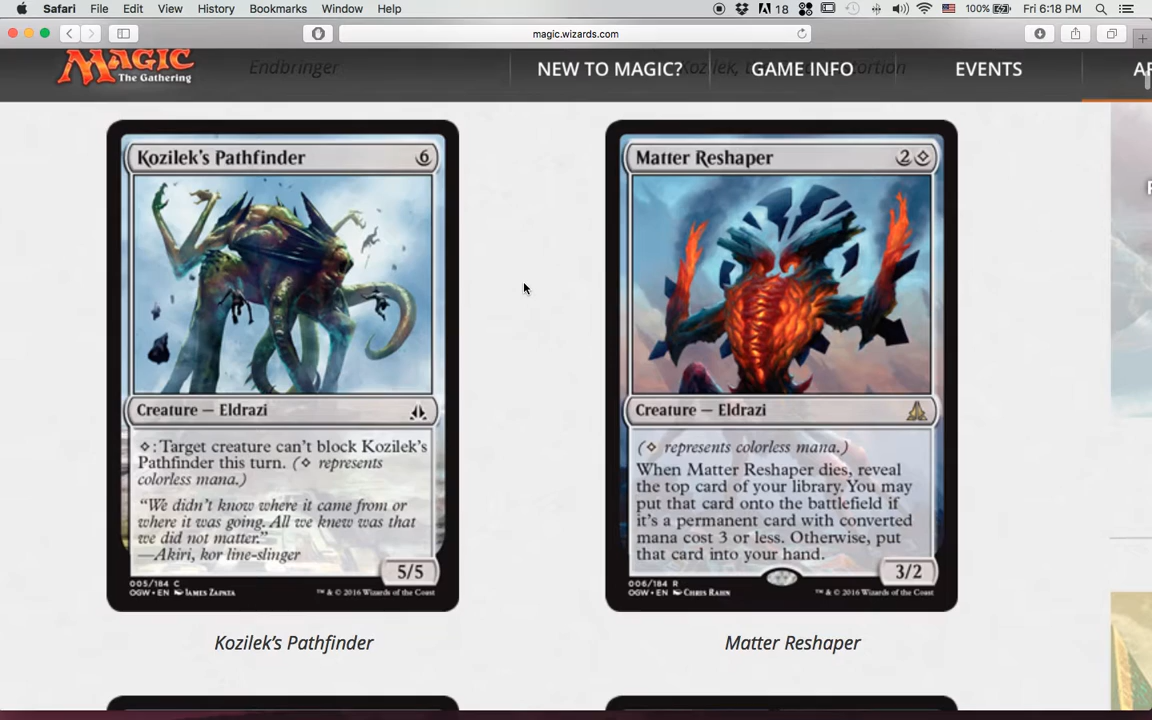 Safari File Edit View History Bookmarks Window Help 18 100% Fri 6:18 PM
magic.wizards.com
MAGIC
The Gathering
Endbringer
NEW TO MAGIC? GAME INFO EVENTS
Kozilek's Pathfinder 6
Creature — Eldrazi
: Target creature can't block Kozilek's
Pathfinder this turn. ( represents
colorless mana.)
"We didn't know where it came from or
where it was going. All we knew was that
we did not matter."
—Akiri, kor line-slinger
5/5
005/184 C
OGW • EN James Zapata ™ & © 2016 Wizards of the Coast
Kozilek's Pathfinder
Matter Reshaper 2
Creature — Eldrazi
( represents colorless mana.)
When Matter Reshaper dies, reveal
the top card of your library. You may
put that card onto the battlefield if
it's a permanent card with converted
mana cost 3 or less. Otherwise, put
that card into your hand.
3/2
006/184 R
OGW • EN Chris Rahn ™ & © 2016 Wizards of the Coast
Matter Reshaper